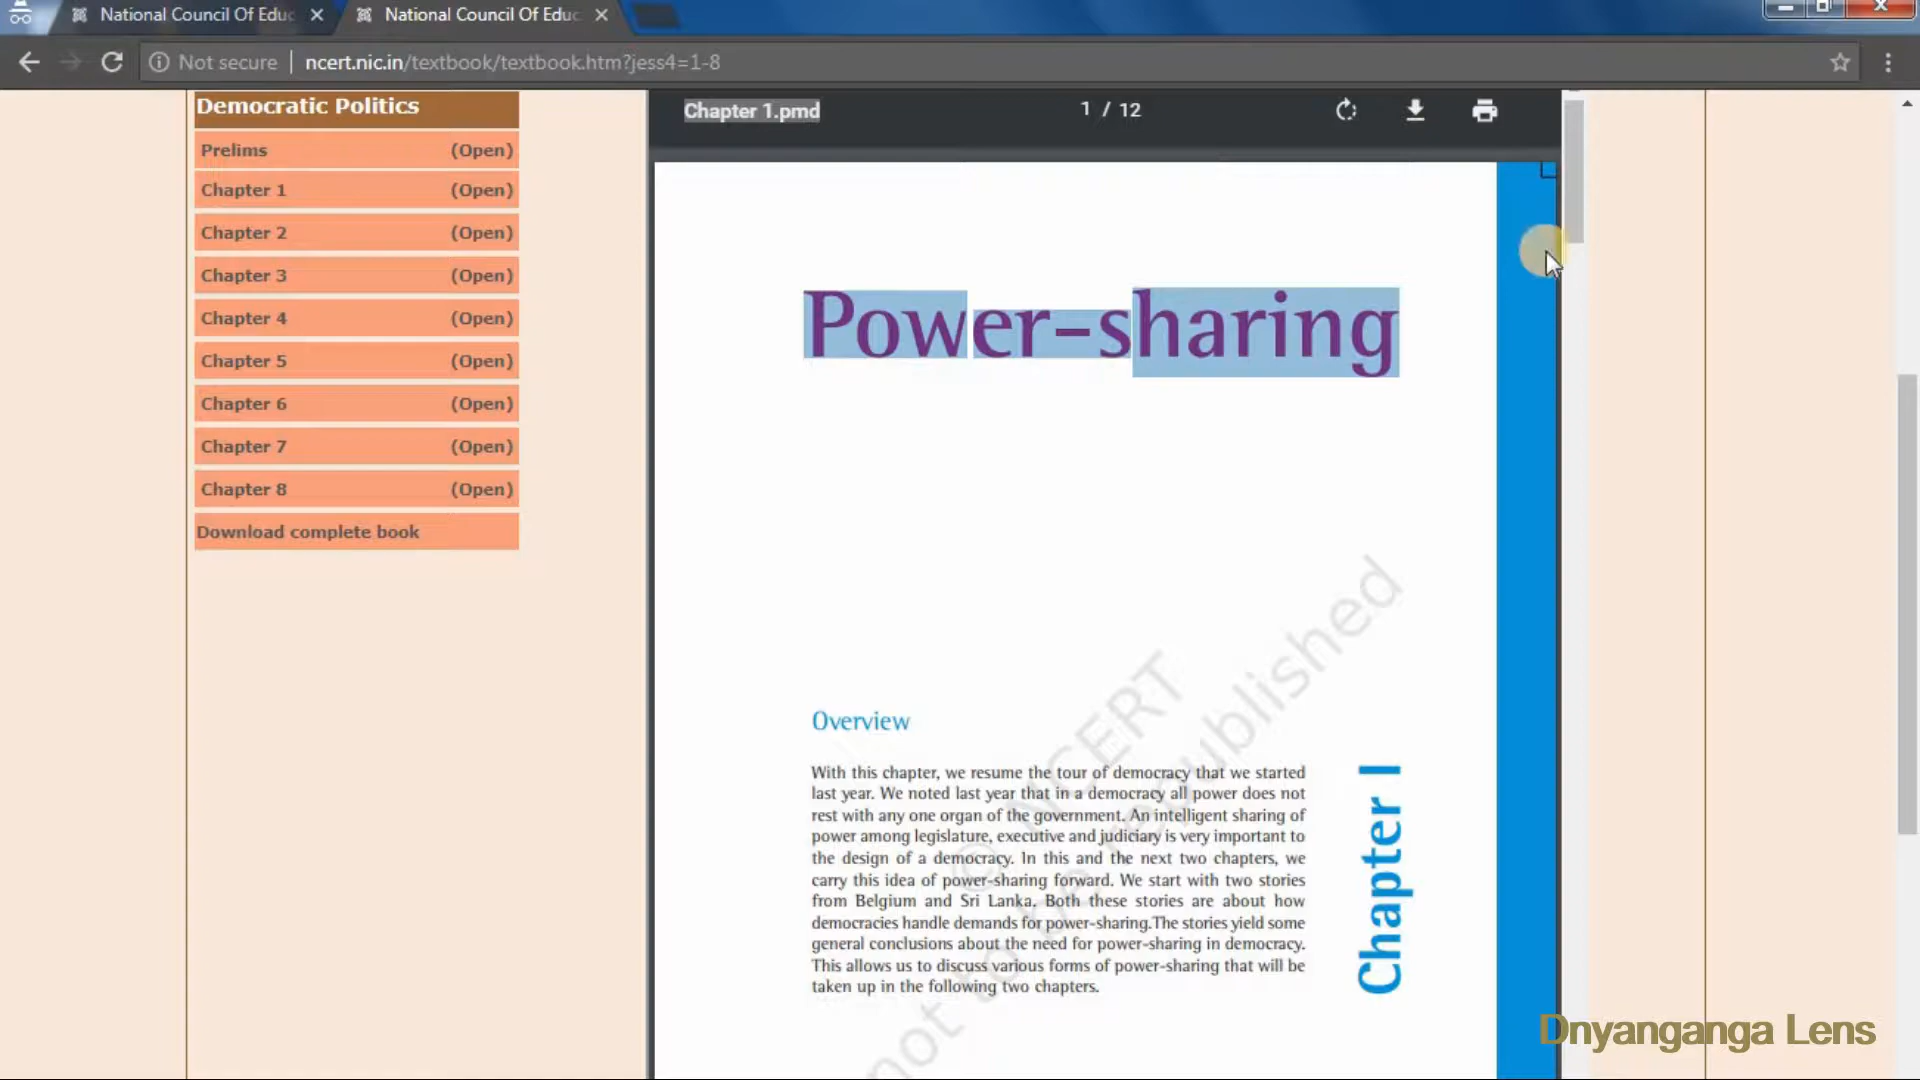 National Council Of Educ
National Council Of Educ
Not secure | ncert.nic.in/textbook/textbook.htm?jess4=1-8
Democratic Politics
Prelims (Open)
Chapter 1 (Open)
Chapter 2 (Open)
Chapter 3 (Open)
Chapter 4 (Open)
Chapter 5 (Open)
Chapter 6 (Open)
Chapter 7 (Open)
Chapter 8 (Open)
Download complete book
Chapter 1.pmd 1 / 12
Power-sharing
Overview
With this chapter, we resume the tour of democracy that we started
last year. We noted last year that in a democracy all power does not
rest with any one organ of the government. An intelligent sharing of
power among legislature, executive and judiciary is very important to
the design of a democracy. In this and the next two chapters, we
carry this idea of power-sharing forward. We start with two stories
from Belgium and Sri Lanka. Both these stories are about how
democracies handle demands for power-sharing.The stories yield some
general conclusions about the need for power-sharing in democracy.
This allows us to discuss various forms of power-sharing that will be
taken up in the following two chapters.
Chapter I
© NCERT
not to be republished
Dnyanganga Lens